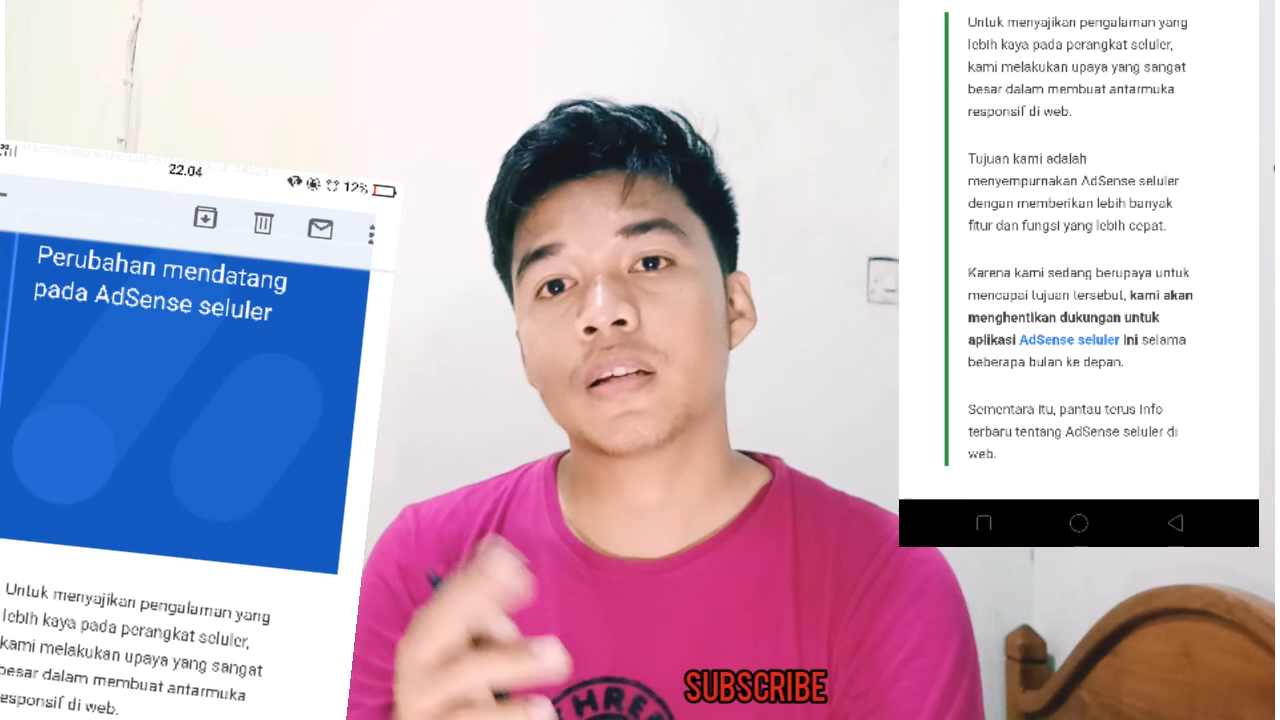 22.04
12%
Perubahan mendatang
pada AdSense seluler
Untuk menyajikan pengalaman yang
lebih kaya pada perangkat seluler,
kami melakukan upaya yang sangat
besar dalam membuat antarmuka
responsif di web.
Untuk menyajikan pengalaman yang
lebih kaya pada perangkat seluler,
kami melakukan upaya yang sangat
besar dalam membuat antarmuka
responsif di web.
Tujuan kami adalah
menyempurnakan AdSense seluler
dengan memberikan lebih banyak
fitur dan fungsi yang lebih cepat.
Karena kami sedang berupaya untuk
mencapai tujuan tersebut, kami akan
menghentikan dukungan untuk
aplikasi AdSense seluler ini selama
beberapa bulan ke depan.
Sementara itu, pantau terus info
terbaru tentang AdSense seluler di
web.
SUBSCRIBE